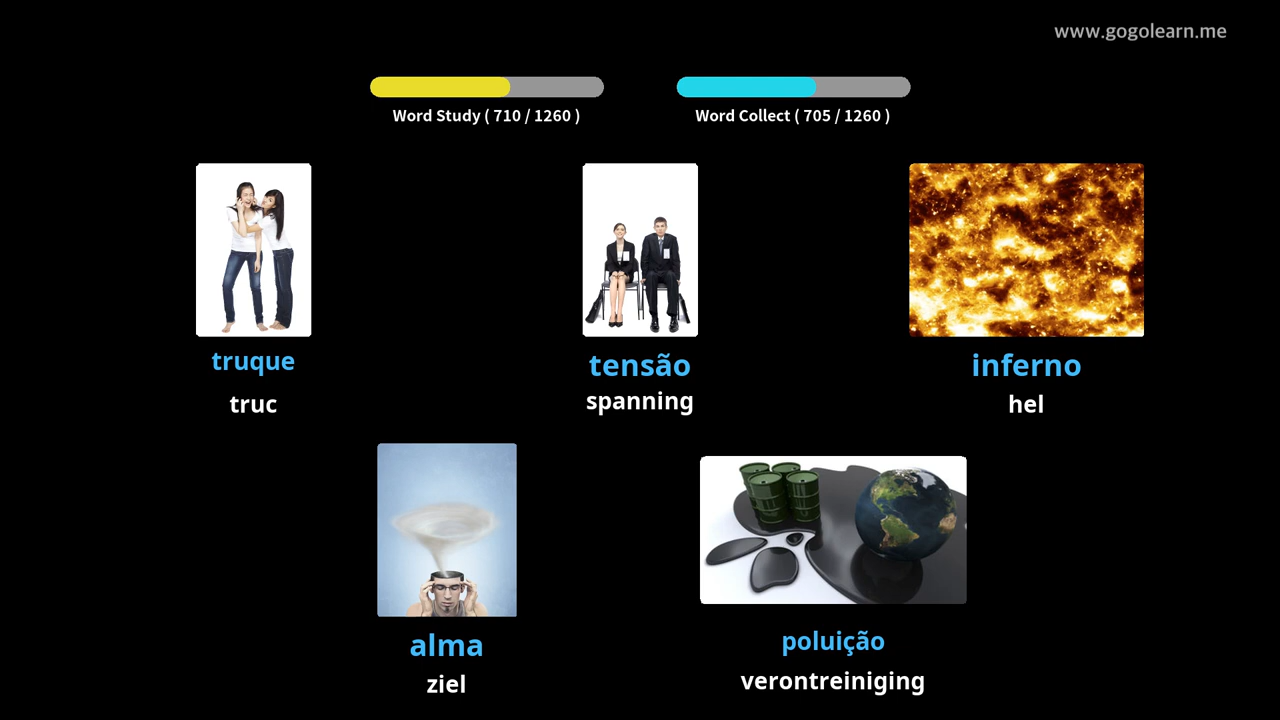 www.gogolearn.me
Word Study ( 710 / 1260 )
Word Collect ( 705 / 1260 )
truque
truc
tensão
spanning
inferno
hel
alma
ziel
poluição
verontreiniging